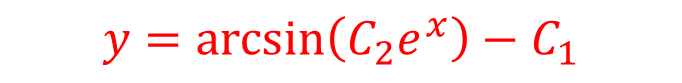 y = arcsin(C₂eˣ) − C₁